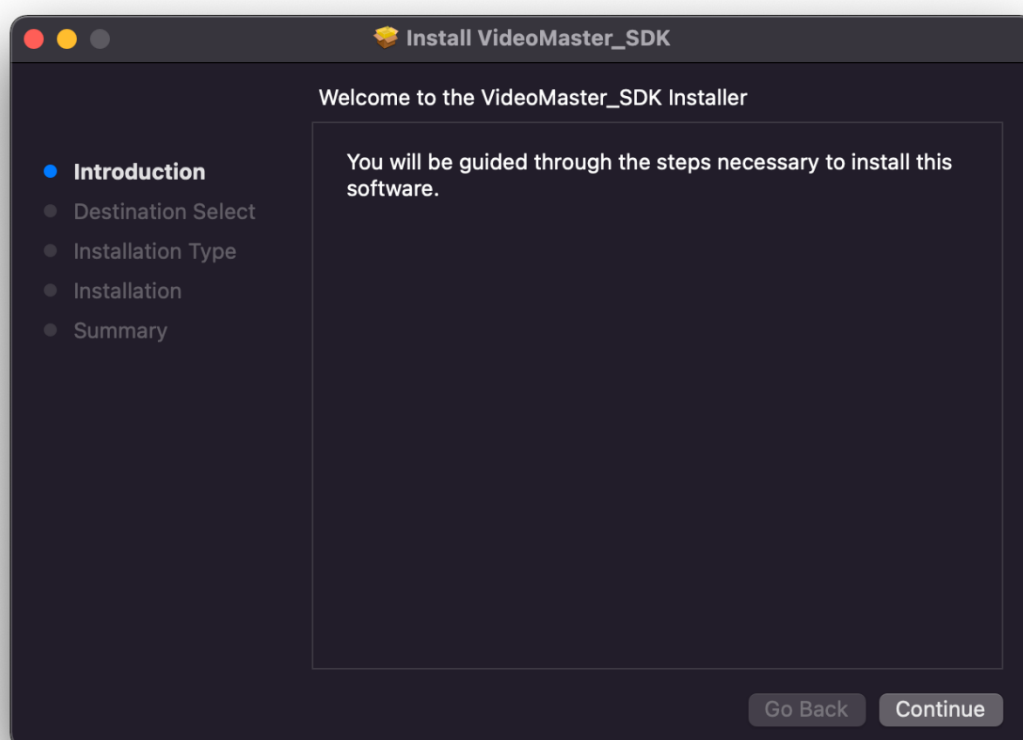 Install VideoMaster_SDK
Welcome to the VideoMaster_SDK Installer
Introduction
Destination Select
Installation Type
Installation
Summary
You will be guided through the steps necessary to install this
software.
Go Back
Continue